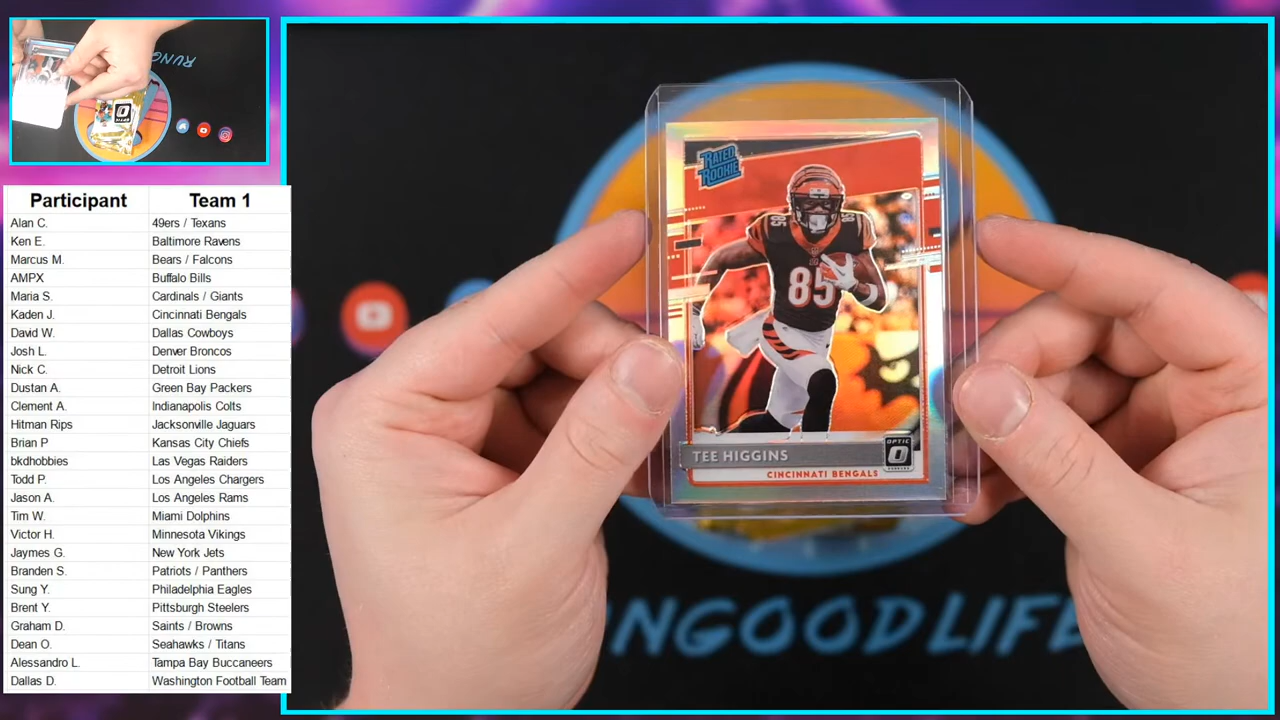 RUNGOOD
OPTIC
Participant Team 1
Alan C. 49ers / Texans
Ken E. Baltimore Ravens
Marcus M. Bears / Falcons
AMPX Buffalo Bills
Maria S. Cardinals / Giants
Kaden J. Cincinnati Bengals
David W. Dallas Cowboys
Josh L. Denver Broncos
Nick C. Detroit Lions
Dustan A. Green Bay Packers
Clement A. Indianapolis Colts
Hitman Rips Jacksonville Jaguars
Brian P Kansas City Chiefs
bkdhobbies Las Vegas Raiders
Todd P. Los Angeles Chargers
Jason A. Los Angeles Rams
Tim W. Miami Dolphins
Victor H. Minnesota Vikings
Jaymes G. New York Jets
Branden S. Patriots / Panthers
Sung Y. Philadelphia Eagles
Brent Y. Pittsburgh Steelers
Graham D. Saints / Browns
Dean O. Seahawks / Titans
Alessandro L. Tampa Bay Buccaneers
Dallas D. Washington Football Team
RATED
ROOKIE
85
85
85
TEE HIGGINS
OPTIC
CINCINNATI BENGALS
UNGOODLIFE